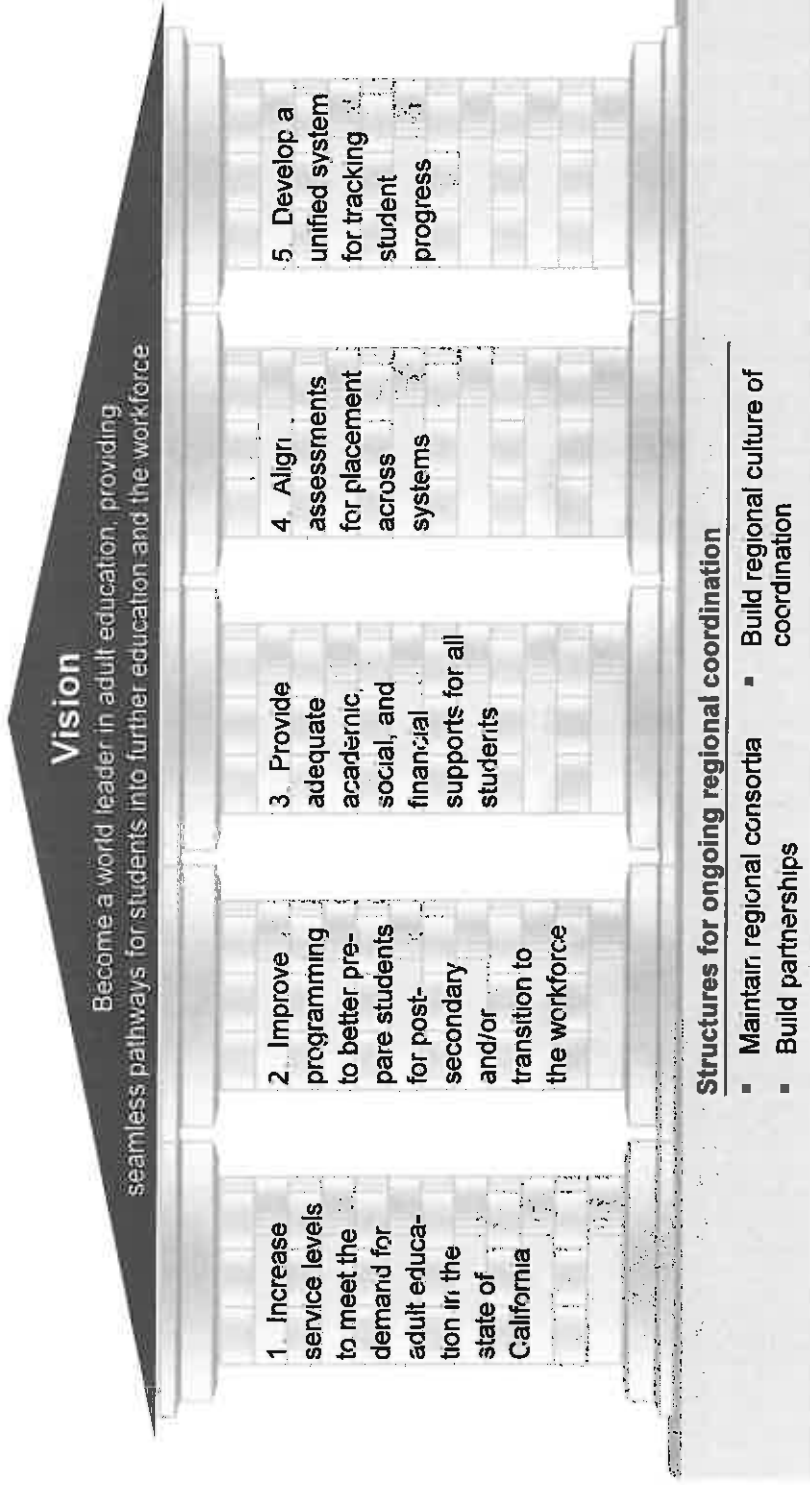 Vision
Become a world leader in adult education, providing
seamless pathways for students into further education and the workforce
1. Increase
service levels
to meet the
demand for
adult educa-
tion in the
state of
California
2. Improve
programming
to better pre-
pare students
for post-
secondary
and/or
transition to
the workforce
3. Provide
adequate
academic,
social, and
financial
supports for all
students
4. Align
assessments
for placement
across
systems
5. Develop a
unified system
for tracking
student
progress
Structures for ongoing regional coordination
▪ Maintain regional consortia
▪ Build partnerships
▪ Build regional culture of
coordination